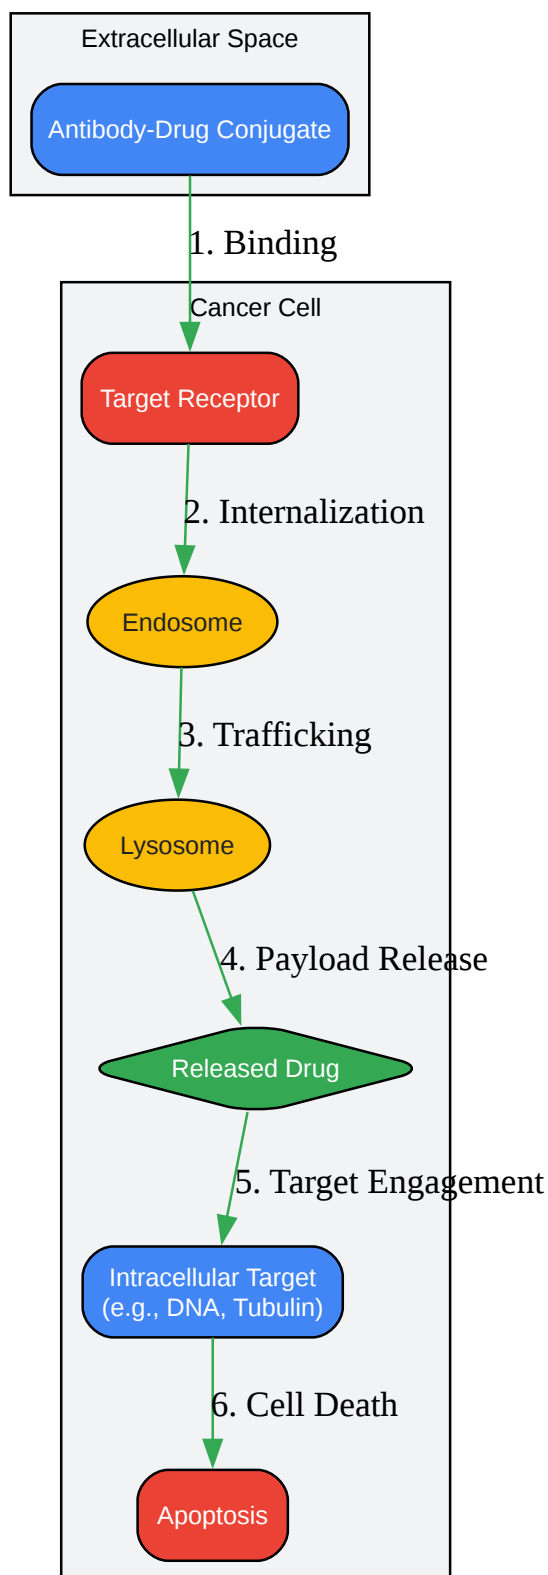 Extracellular Space
Antibody-Drug Conjugate
1. Binding
Cancer Cell
Target Receptor
2. Internalization
Endosome
3. Trafficking
Lysosome
4. Payload Release
Released Drug
5. Target Engagement
Intracellular Target
(e.g., DNA, Tubulin)
6. Cell Death
Apoptosis